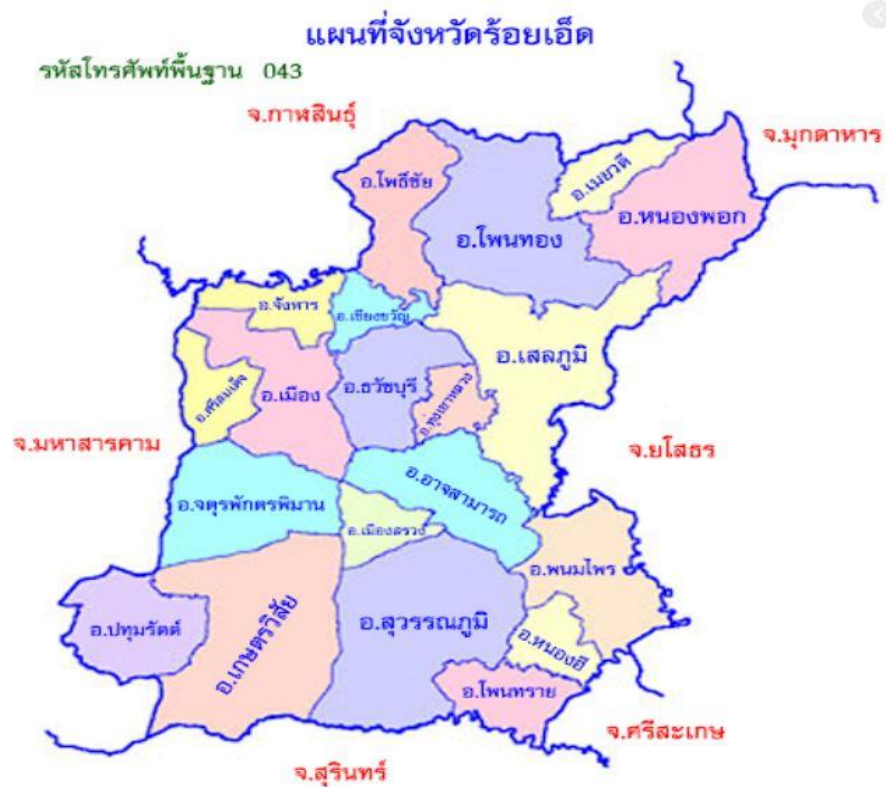 แผนที่จังหวัดร้อยเอ็ด
รหัสโทรศัพท์พื้นฐาน 043
จ.กาฬสินธุ์
จ.มุกดาหาร
อ.เมยวดี
อ.โพธิ์ชัย
อ.หนองพอก
อ.โพนทอง
อ.จังหาร
อ.เชียงขวัญ
อ.เสลภูมิ
อ.ศรีสมเด็จ
อ.เมือง
อ.ธวัชบุรี
อ.ทุ่งเขาหลวง
จ.มหาสารคาม
จ.ยโสธร
อ.จตุรพักตรพิมาน
อ.อาจสามารถ
อ.เมืองสรวง
อ.พนมไพร
อ.ปทุมรัตต์
อ.เกษตรวิสัย
อ.สุวรรณภูมิ
อ.หนองฮี
อ.โพนทราย
จ.ศรีสะเกษ
จ.สุรินทร์